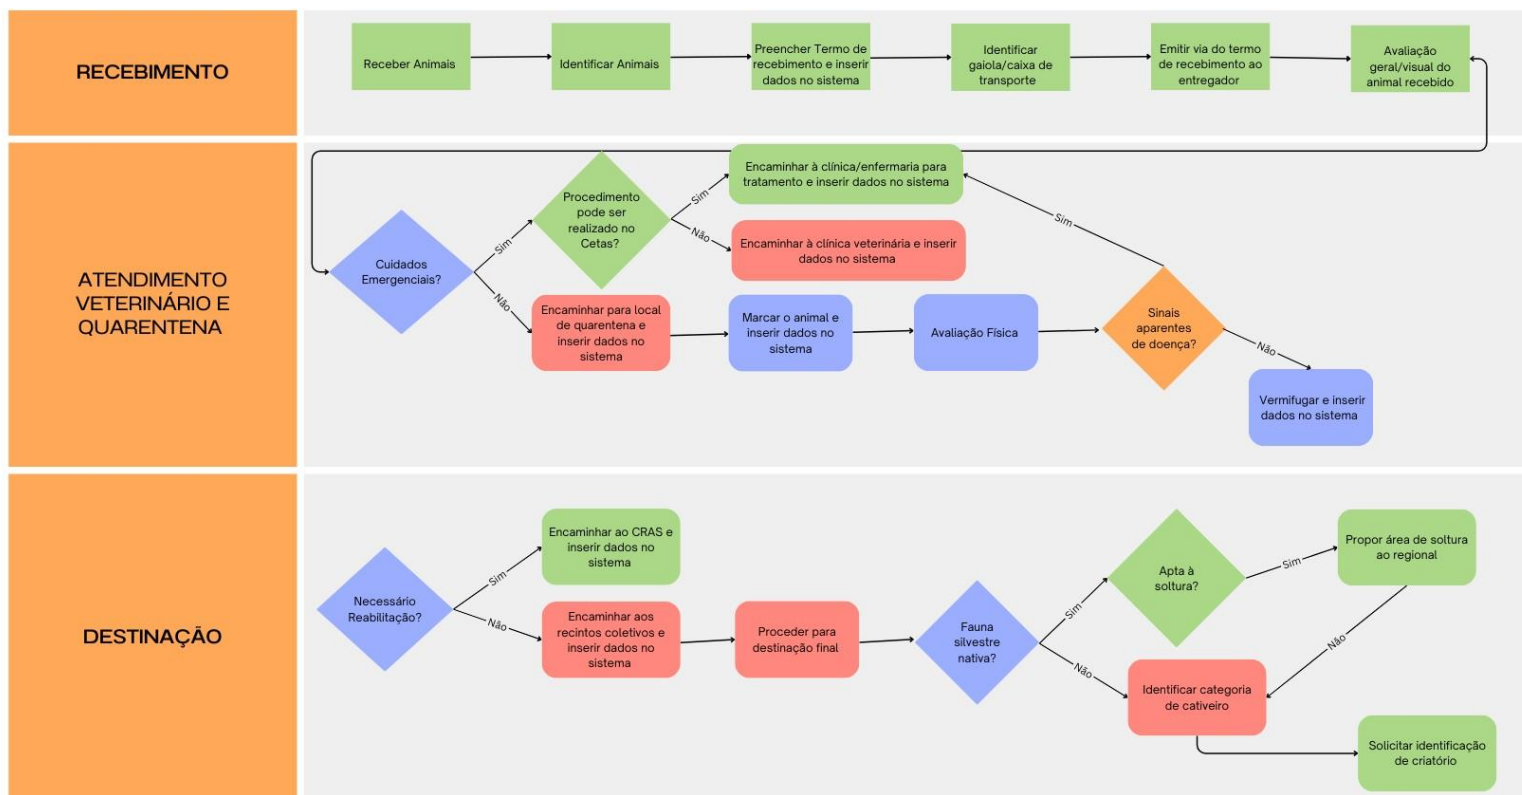 RECEBIMENTO
Receber Animais
Identificar Animais
Preencher Termo de
recebimento e inserir
dados no sistema
Identificar
gaiola/caixa de
transporte
Emitir via do termo
de recebimento ao
entregador
Avaliação
geral/visual do
animal recebido
ATENDIMENTO
VETERINÁRIO E
QUARENTENA
Cuidados
Emergenciais?
Sim
Não
Procedimento
pode ser
realizado no
Cetas?
Sim
Não
Encaminhar à clínica/enfermaria para
tratamento e inserir dados no sistema
Encaminhar à clínica veterinária e inserir
dados no sistema
Encaminhar para local
de quarentena e
inserir dados no
sistema
Marcar o animal e
inserir dados no
sistema
Avaliação Física
Sinais
aparentes
de doença?
Sim
Não
Vermifugar e inserir
dados no sistema
DESTINAÇÃO
Necessário
Reabilitação?
Sim
Não
Encaminhar ao CRAS e
inserir dados no
sistema
Encaminhar aos
recintos coletivos e
inserir dados no
sistema
Proceder para
destinação final
Fauna
silvestre
nativa?
Sim
Não
Apta à
soltura?
Sim
Propor área de soltura
ao regional
Não
Identificar categoria
de cativeiro
Solicitar identificação
de criatório